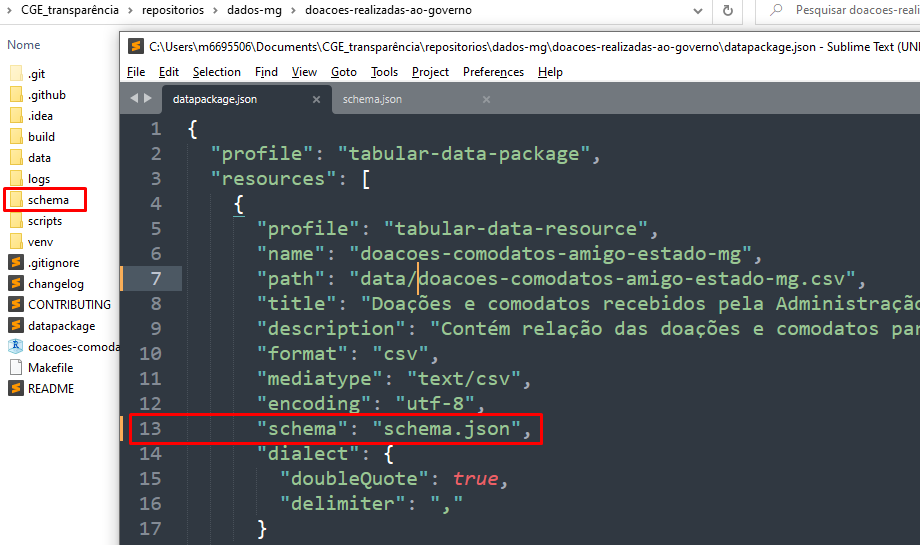 CGE_transparência > repositorios > dados-mg > doacoes-realizadas-ao-governo
Pesquisar doacoes-reali
Nome
.git
.github
.idea
build
data
logs
schema
scripts
venv
.gitignore
changelog
CONTRIBUTING
datapackage
doacoes-comoda
Makefile
README
C:\Users\m6695506\Documents\CGE_transparência\repositorios\dados-mg\doacoes-realizadas-ao-governo\datapackage.json - Sublime Text (UN
File Edit Selection Find View Goto Tools Project Preferences Help
datapackage.json × schema.json ×
1 {
2 "profile": "tabular-data-package",
3 "resources": [
4 {
5 "profile": "tabular-data-resource",
6 "name": "doacoes-comodatos-amigo-estado-mg",
7 "path": "data/doacoes-comodatos-amigo-estado-mg.csv",
8 "title": "Doações e comodatos recebidos pela Administração
9 "description": "Contém relação das doações e comodatos par
10 "format": "csv",
11 "mediatype": "text/csv",
12 "encoding": "utf-8",
13 "schema": "schema.json",
14 "dialect": {
15 "doubleQuote": true,
16 "delimiter": ","
17 }